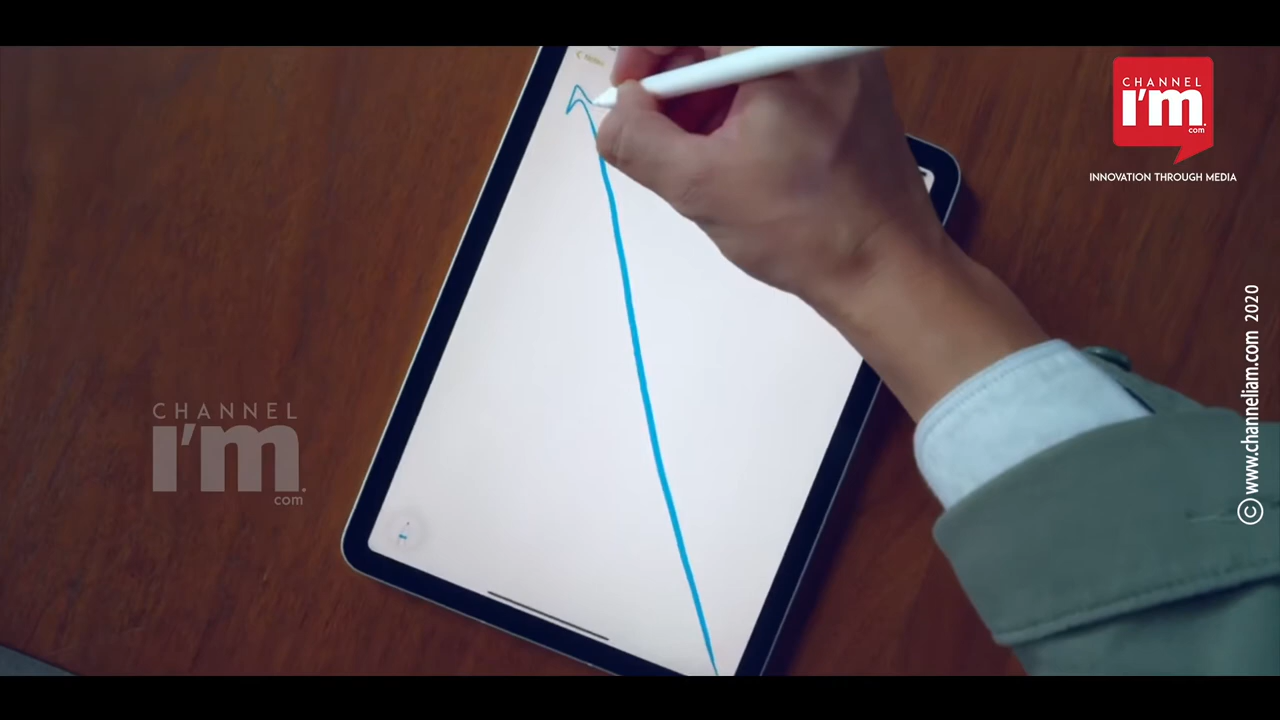 CHANNEL
I'm.
com
INNOVATION THROUGH MEDIA
© www.channeliam.com 2020
CHANNEL
I'm.
com